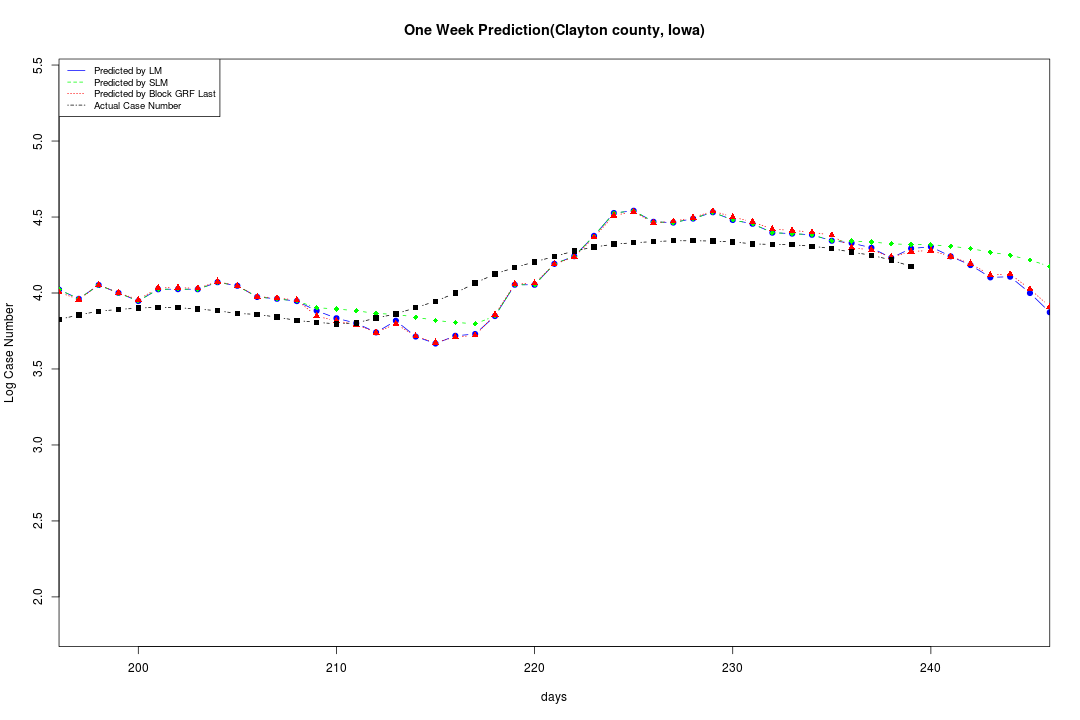 One Week Prediction(Clayton county, Iowa)
Predicted by LM
Predicted by SLM
Predicted by Block GRF Last
Actual Case Number
5.5
5.0
4.5
4.0
3.5
3.0
2.5
2.0
Log Case Number
200 210 220 230 240
days